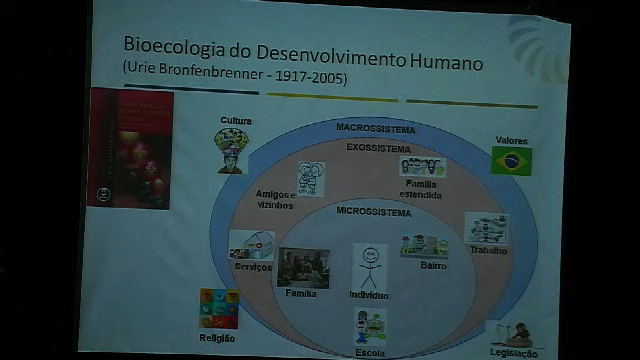 Bioecologia do Desenvolvimento Humano
(Urie Bronfenbrenner - 1917-2005)
Cultura
MACROSSISTEMA
Valores
EXOSSISTEMA
Amigos e
vizinhos
Família
estendida
MICROSSISTEMA
Serviços
Trabalho
Bairro
Família
Indivíduo
Religião
Escola
Legislação